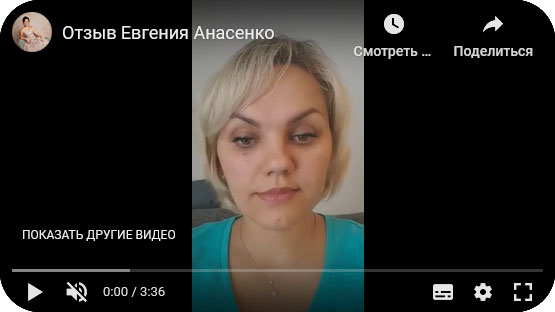 Отзыв Евгения Анасенко
Смотреть ...
Поделиться
ПОКАЗАТЬ ДРУГИЕ ВИДЕО
0:00 / 3:36